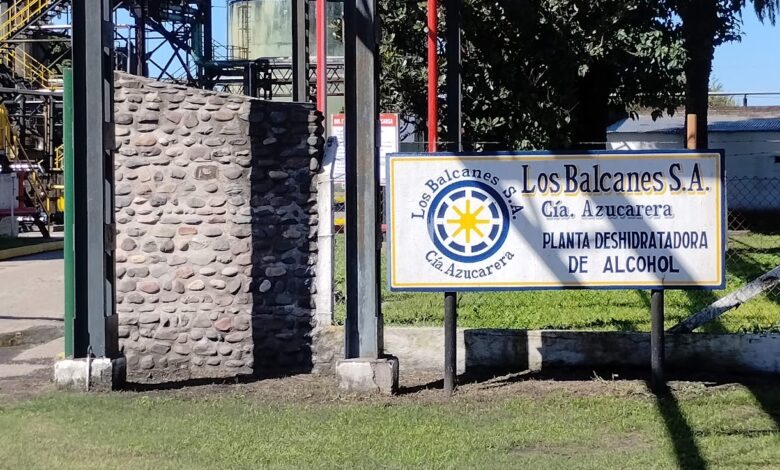 Los Balcanes S.A.
Cía. Azucarera
Los Balcanes S.A.
Cía. Azucarera
PLANTA DESHIDRATADORA
DE ALCOHOL